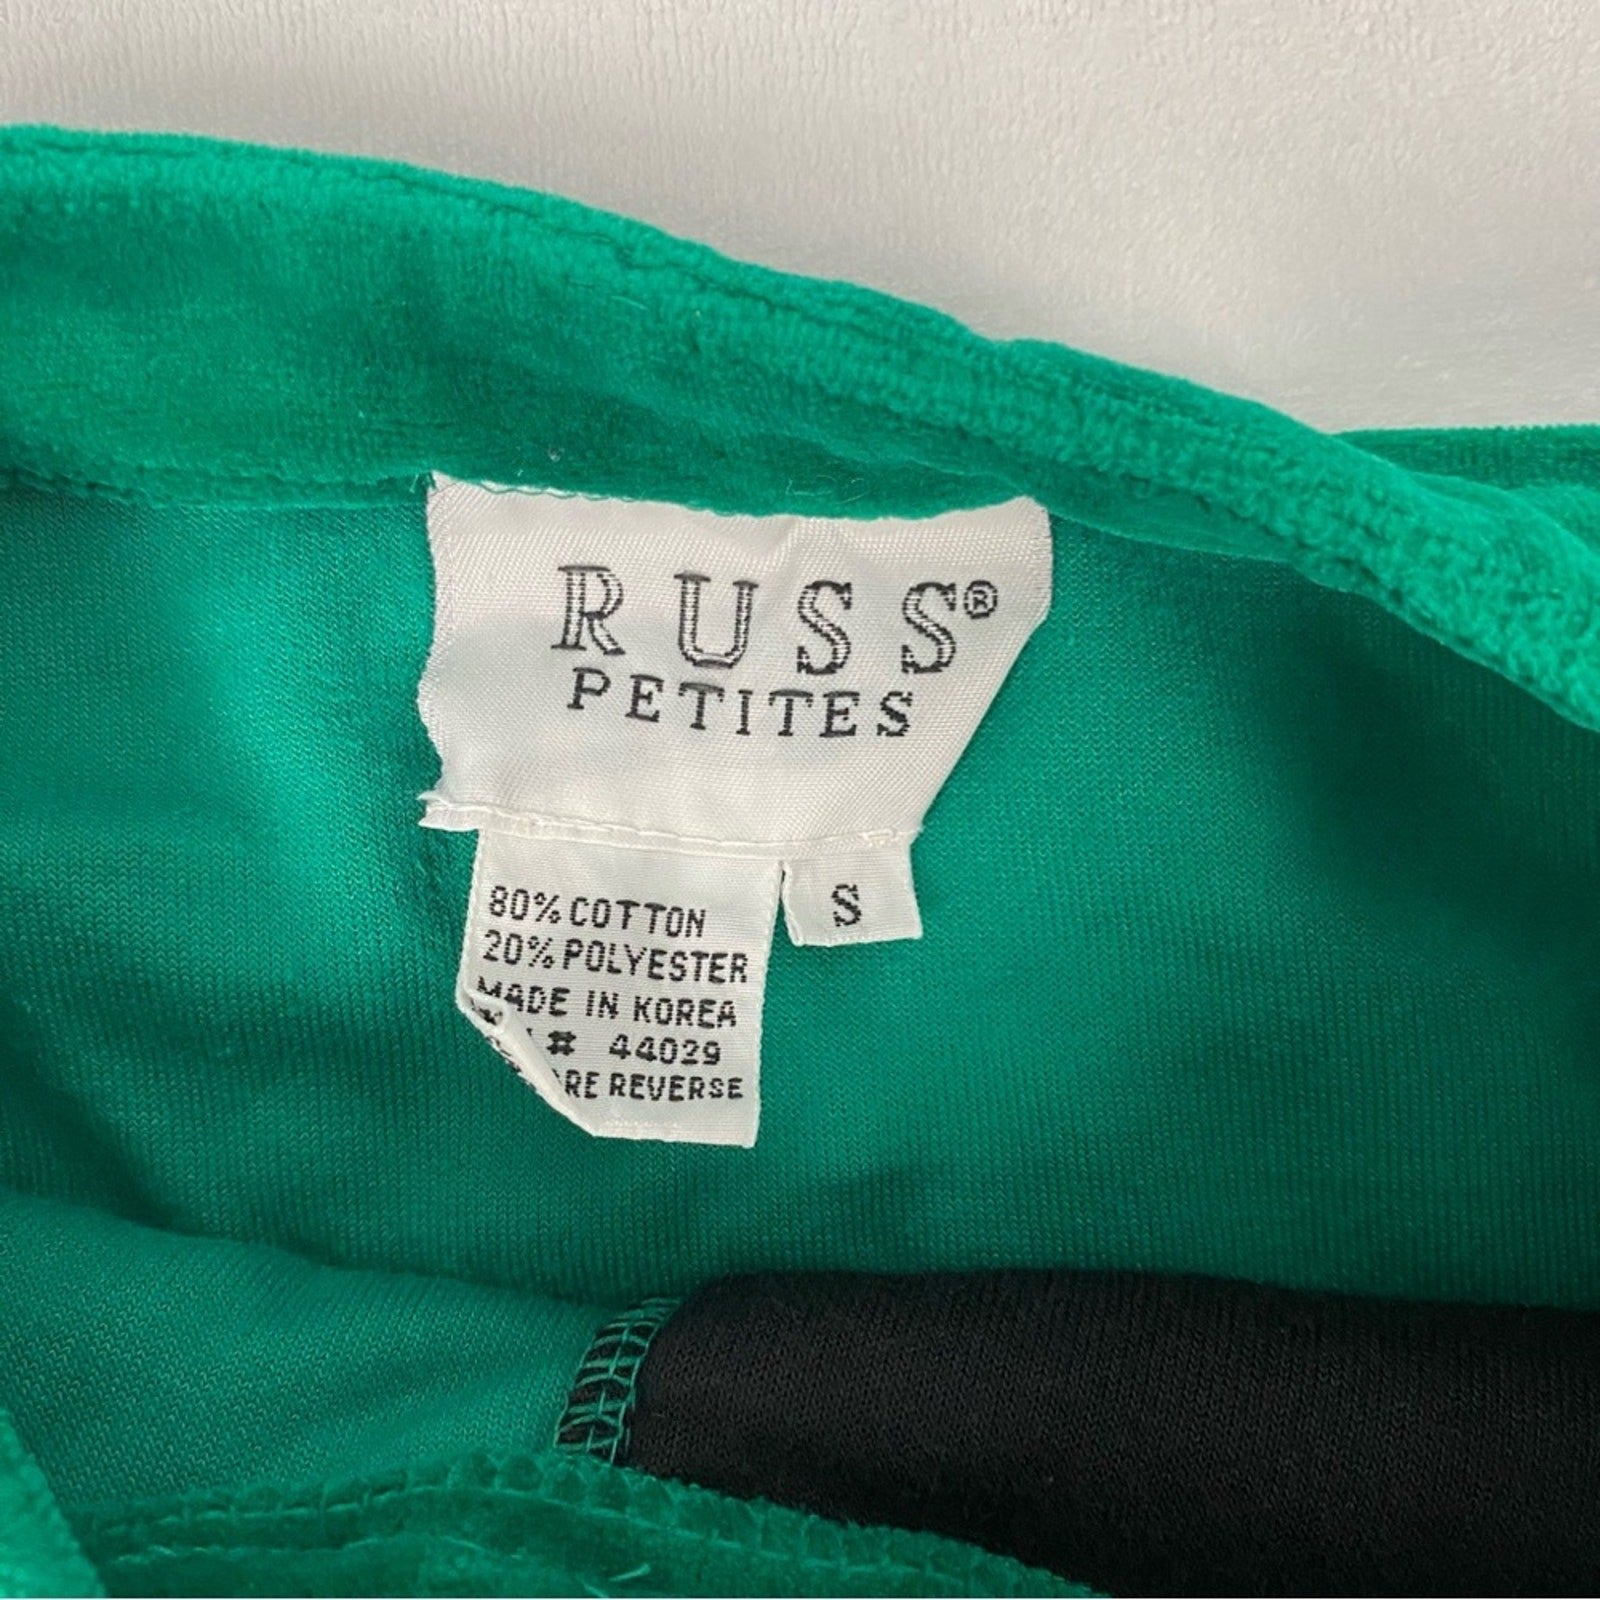 RUSS®
PETITES
S
80% COTTON
20% POLYESTER
MADE IN KOREA
# 44029
REVERSE